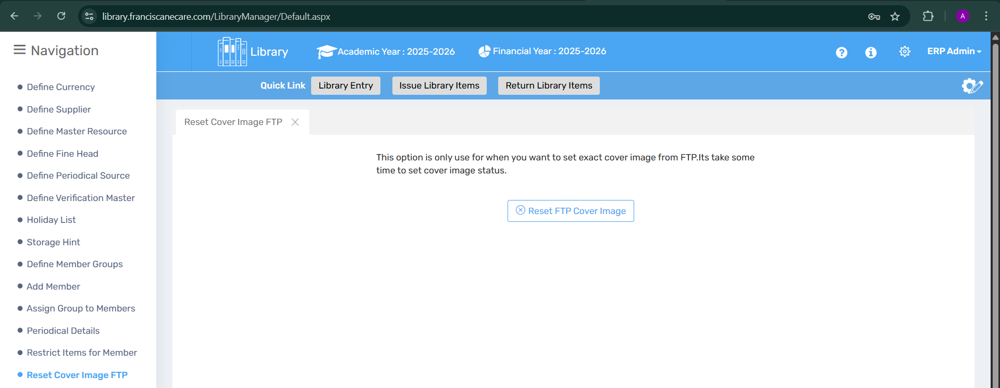 library.franciscanecare.com/LibraryManager/Default.aspx
A
Navigation
Library
Academic Year : 2025-2026
Financial Year : 2025-2026
ERP Admin
Quick Link
Library Entry
Issue Library Items
Return Library Items
Define Currency
Define Supplier
Define Master Resource
Define Fine Head
Define Periodical Source
Define Verification Master
Holiday List
Storage Hint
Define Member Groups
Add Member
Assign Group to Members
Periodical Details
Restrict Items for Member
Reset Cover Image FTP
Reset Cover Image FTP
This option is only use for when you want to set exact cover image from FTP.Its take some
time to set cover image status.
Reset FTP Cover Image